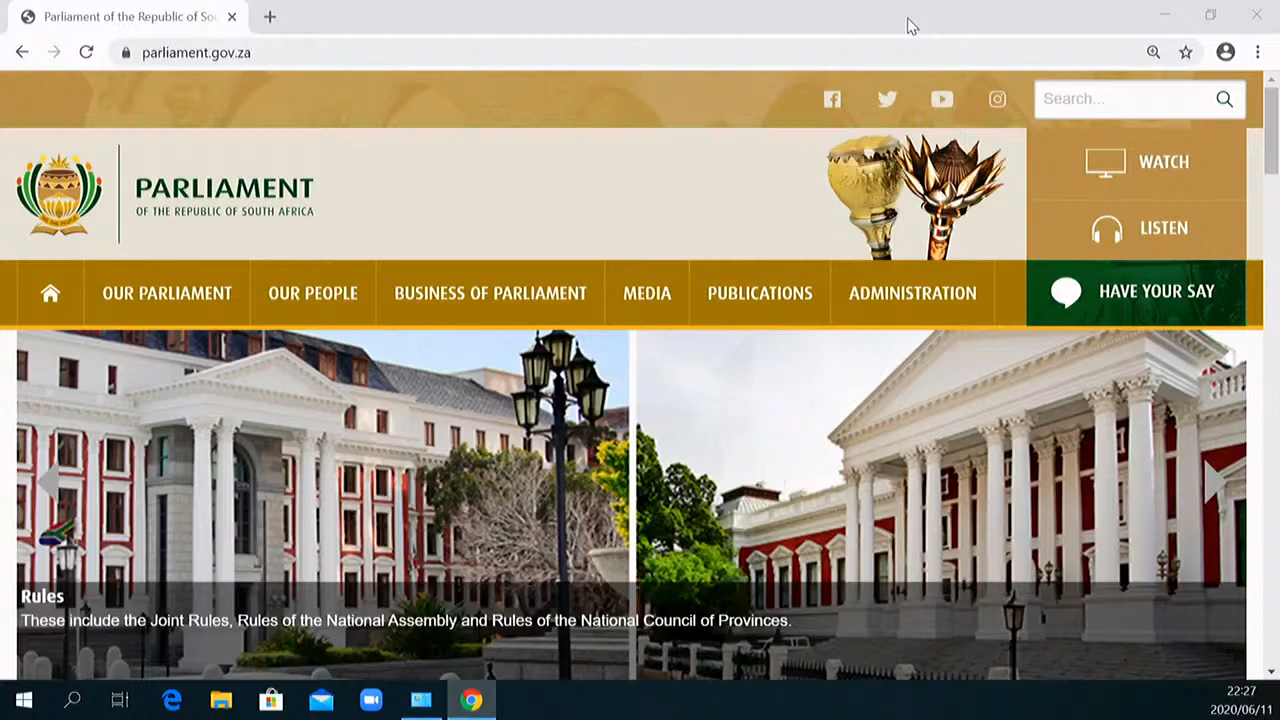 Parliament of the Republic of Sou
parliament.gov.za
Search...
PARLIAMENT
OF THE REPUBLIC OF SOUTH AFRICA
WATCH
LISTEN
OUR PARLIAMENT
OUR PEOPLE
BUSINESS OF PARLIAMENT
MEDIA
PUBLICATIONS
ADMINISTRATION
HAVE YOUR SAY
Rules
These include the Joint Rules, Rules of the National Assembly and Rules of the National Council of Provinces.
22:27
2020/06/11